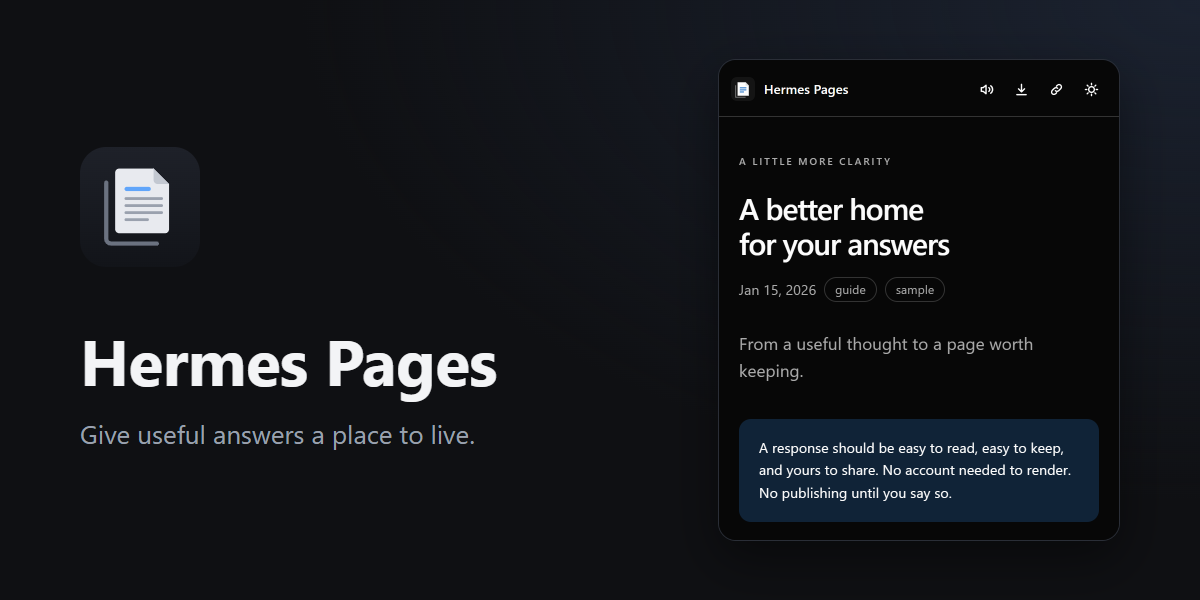 Hermes Pages
Give useful answers a place to live.
Hermes Pages
A LITTLE MORE CLARITY
A better home
for your answers
Jan 15, 2026 guide sample
From a useful thought to a page worth
keeping.
A response should be easy to read, easy to keep,
and yours to share. No account needed to render.
No publishing until you say so.